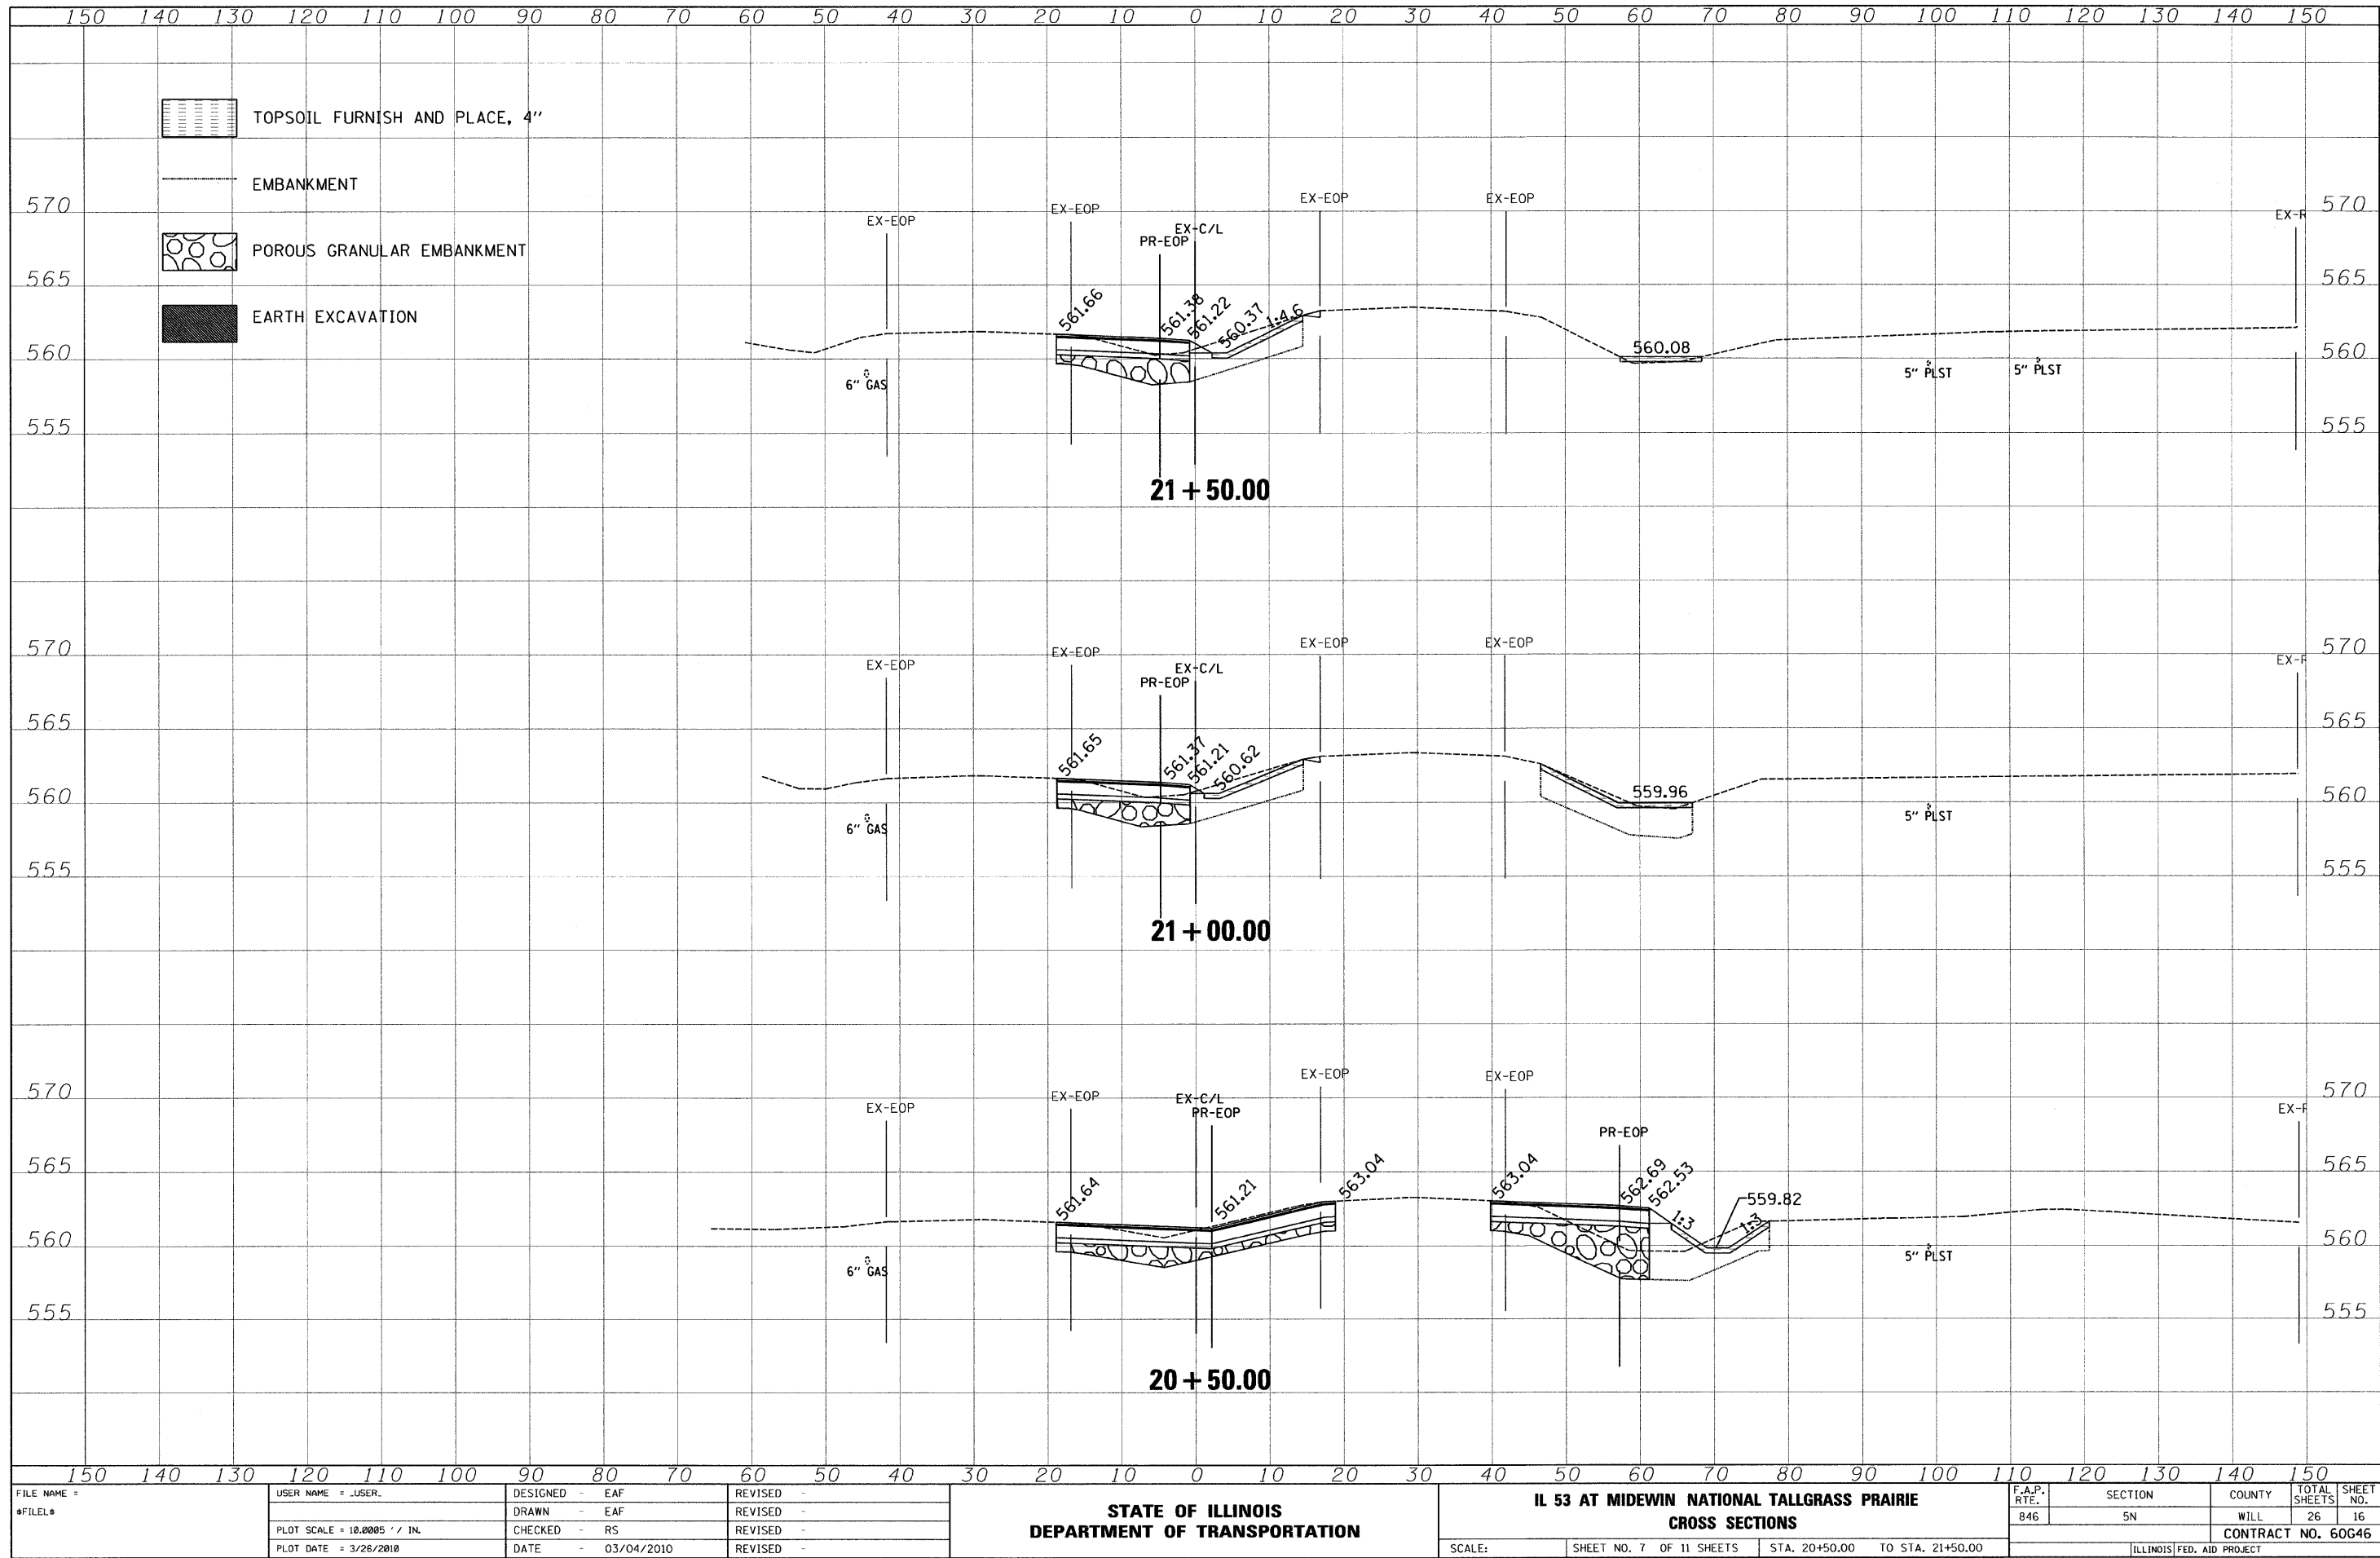 150 140 130 120 110 100 90 80 70 60 50 40 30 20 10 0 10 20 30 40 50 60 70 80 90 100 110 120 130 140 150
TOPSOIL FURNISH AND PLACE, 4"
EMBANKMENT
POROUS GRANULAR EMBANKMENT
EARTH EXCAVATION
570 570
565 565
560 560
555 555
EX-EOP
EX-EOP
EX-C/L
PR-EOP
EX-EOP
EX-EOP
EX-R
561.66
561.38
561.22
560.37
1:4.6
560.08
6" GAS
5" PLST
5" PLST
21+50.00
570 570
565 565
560 560
555 555
EX-EOP
EX-EOP
EX-C/L
PR-EOP
EX-EOP
EX-EOP
561.65
561.37
561.21
560.62
559.96
6" GAS
5" PLST
21+00.00
570 570
565 565
560 560
555 555
EX-EOP
EX-EOP
EX-C/L
PR-EOP
EX-EOP
EX-EOP
PR-EOP
561.64
561.21
563.04
563.04
562.69
562.53
1:3
559.82
1:3
6" GAS
5" PLST
20+50.00
150 140 130 120 110 100 90 80 70 60 50 40 30 20 10 0 10 20 30 40 50 60 70 80 90 100 110 120 130 140 150
FILE NAME =
$FILEL$
USER NAME = _USER_
PLOT SCALE = 10.0005 ' / IN.
PLOT DATE = 3/26/2010
DESIGNED - EAF
DRAWN - EAF
CHECKED - RS
DATE - 03/04/2010
REVISED -
REVISED -
REVISED -
REVISED -
STATE OF ILLINOIS
DEPARTMENT OF TRANSPORTATION
IL 53 AT MIDEWIN NATIONAL TALLGRASS PRAIRIE
CROSS SECTIONS
SCALE: SHEET NO. 7 OF 11 SHEETS STA. 20+50.00 TO STA. 21+50.00
F.A.P. RTE. SECTION COUNTY TOTAL SHEETS SHEET NO.
846 5N WILL 26 16
CONTRACT NO. 60G46
ILLINOIS FED. AID PROJECT